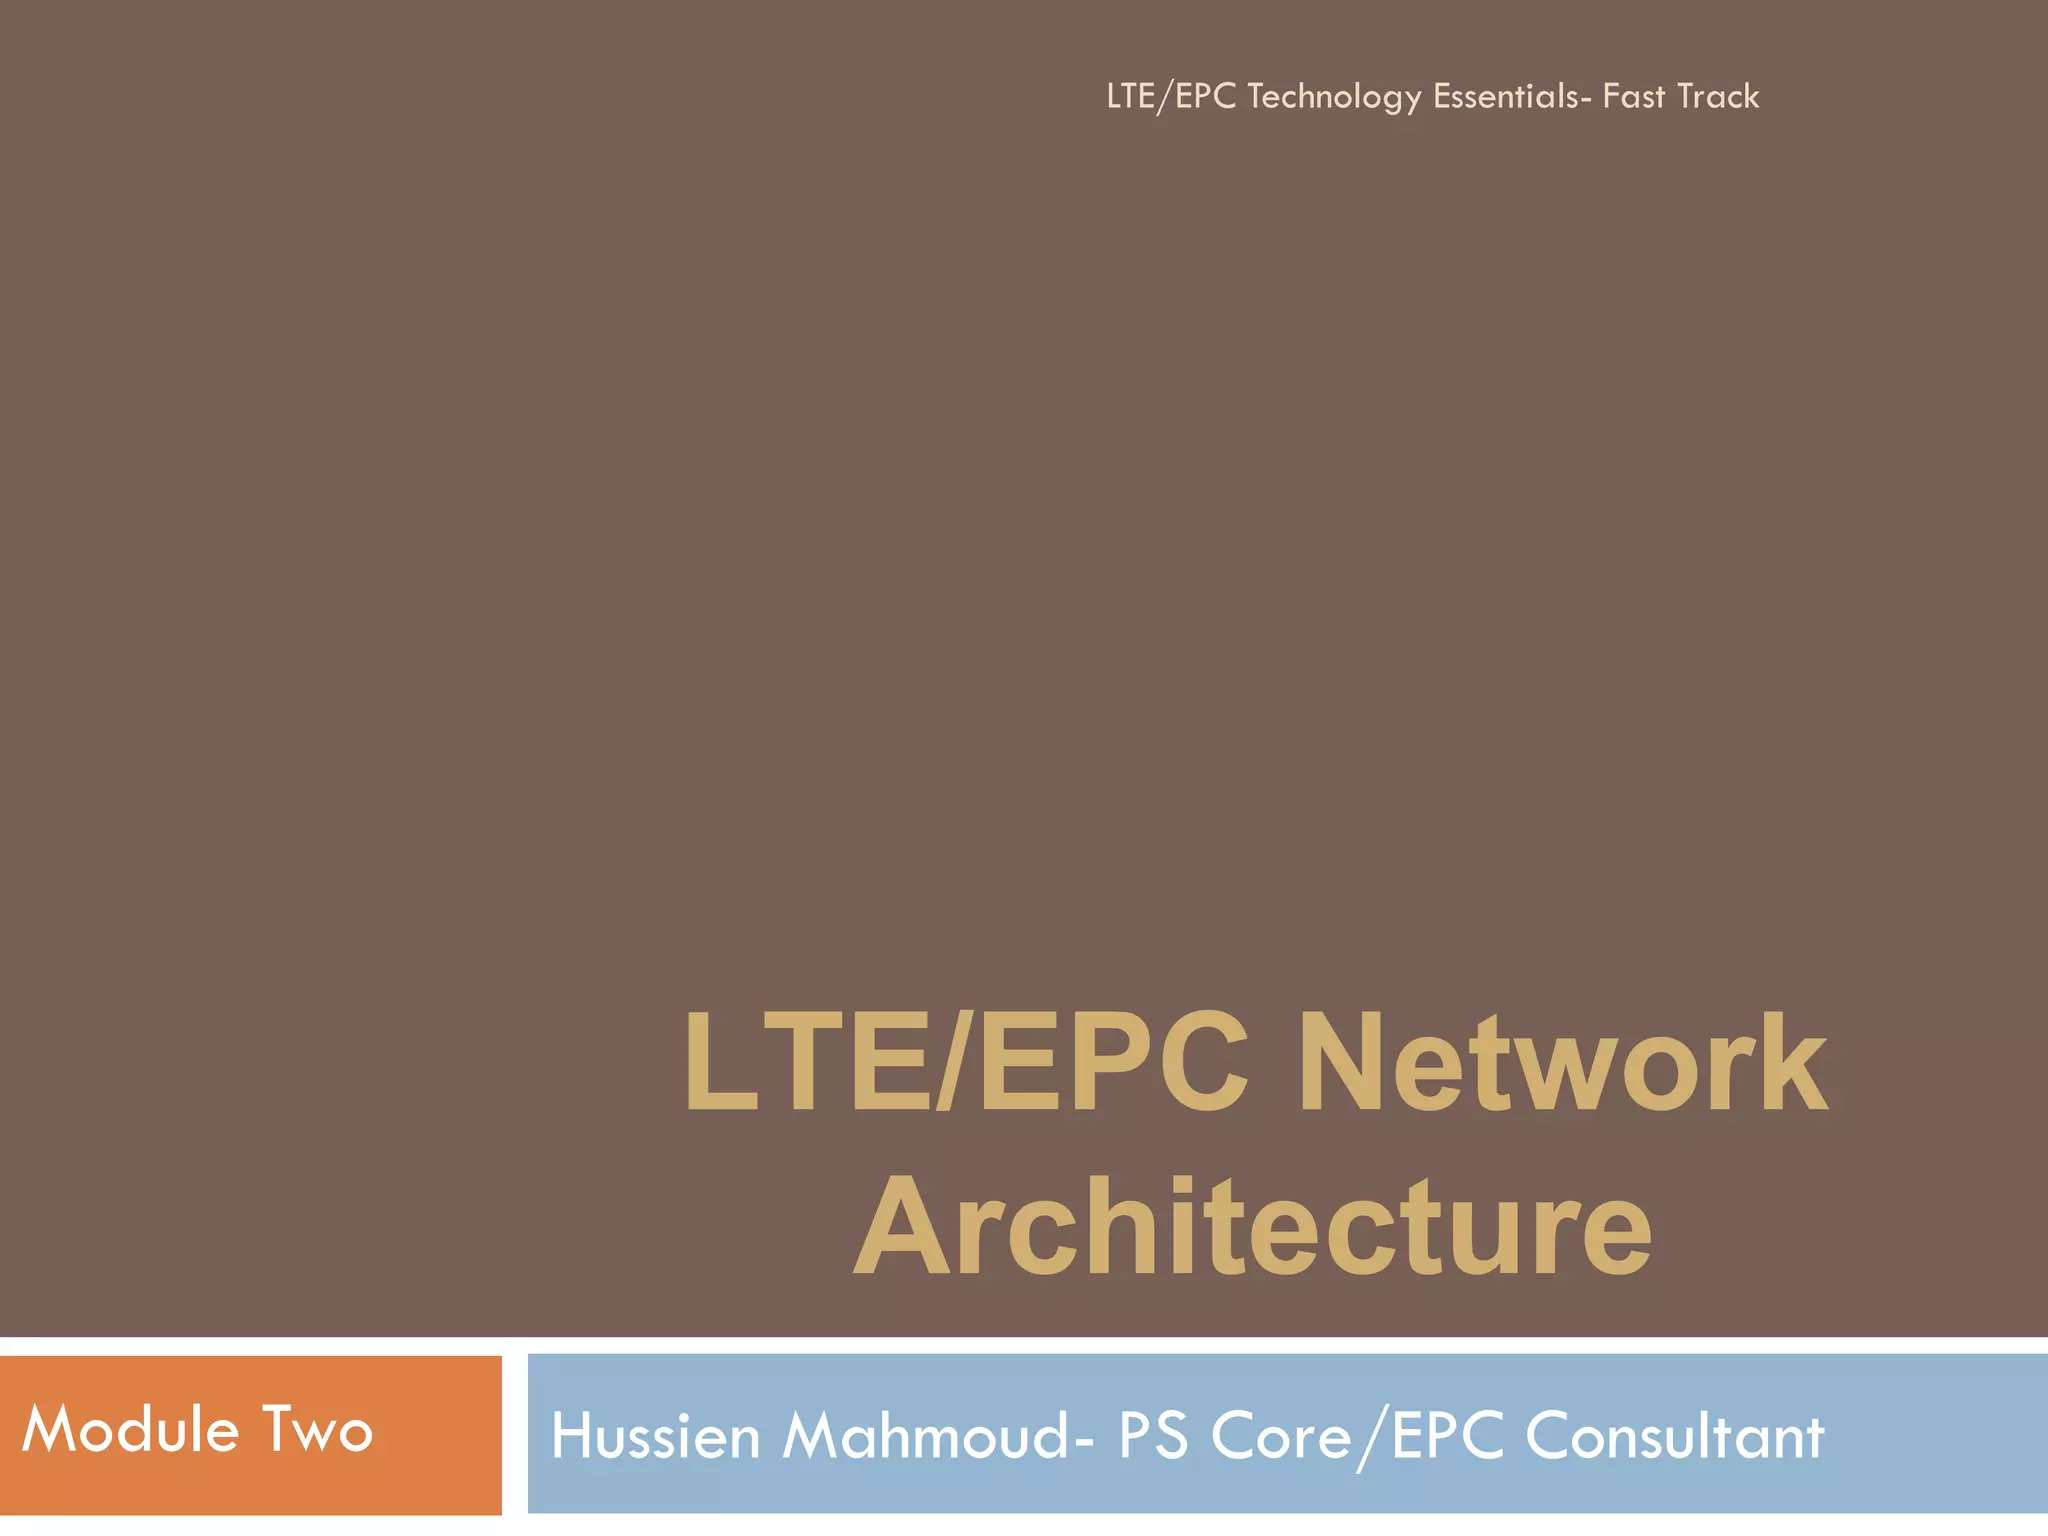 LTE/EPC Technology Essentials- Fast Track
LTE/EPC Network
Architecture
Module Two
Hussien Mahmoud- PS Core/EPC Consultant